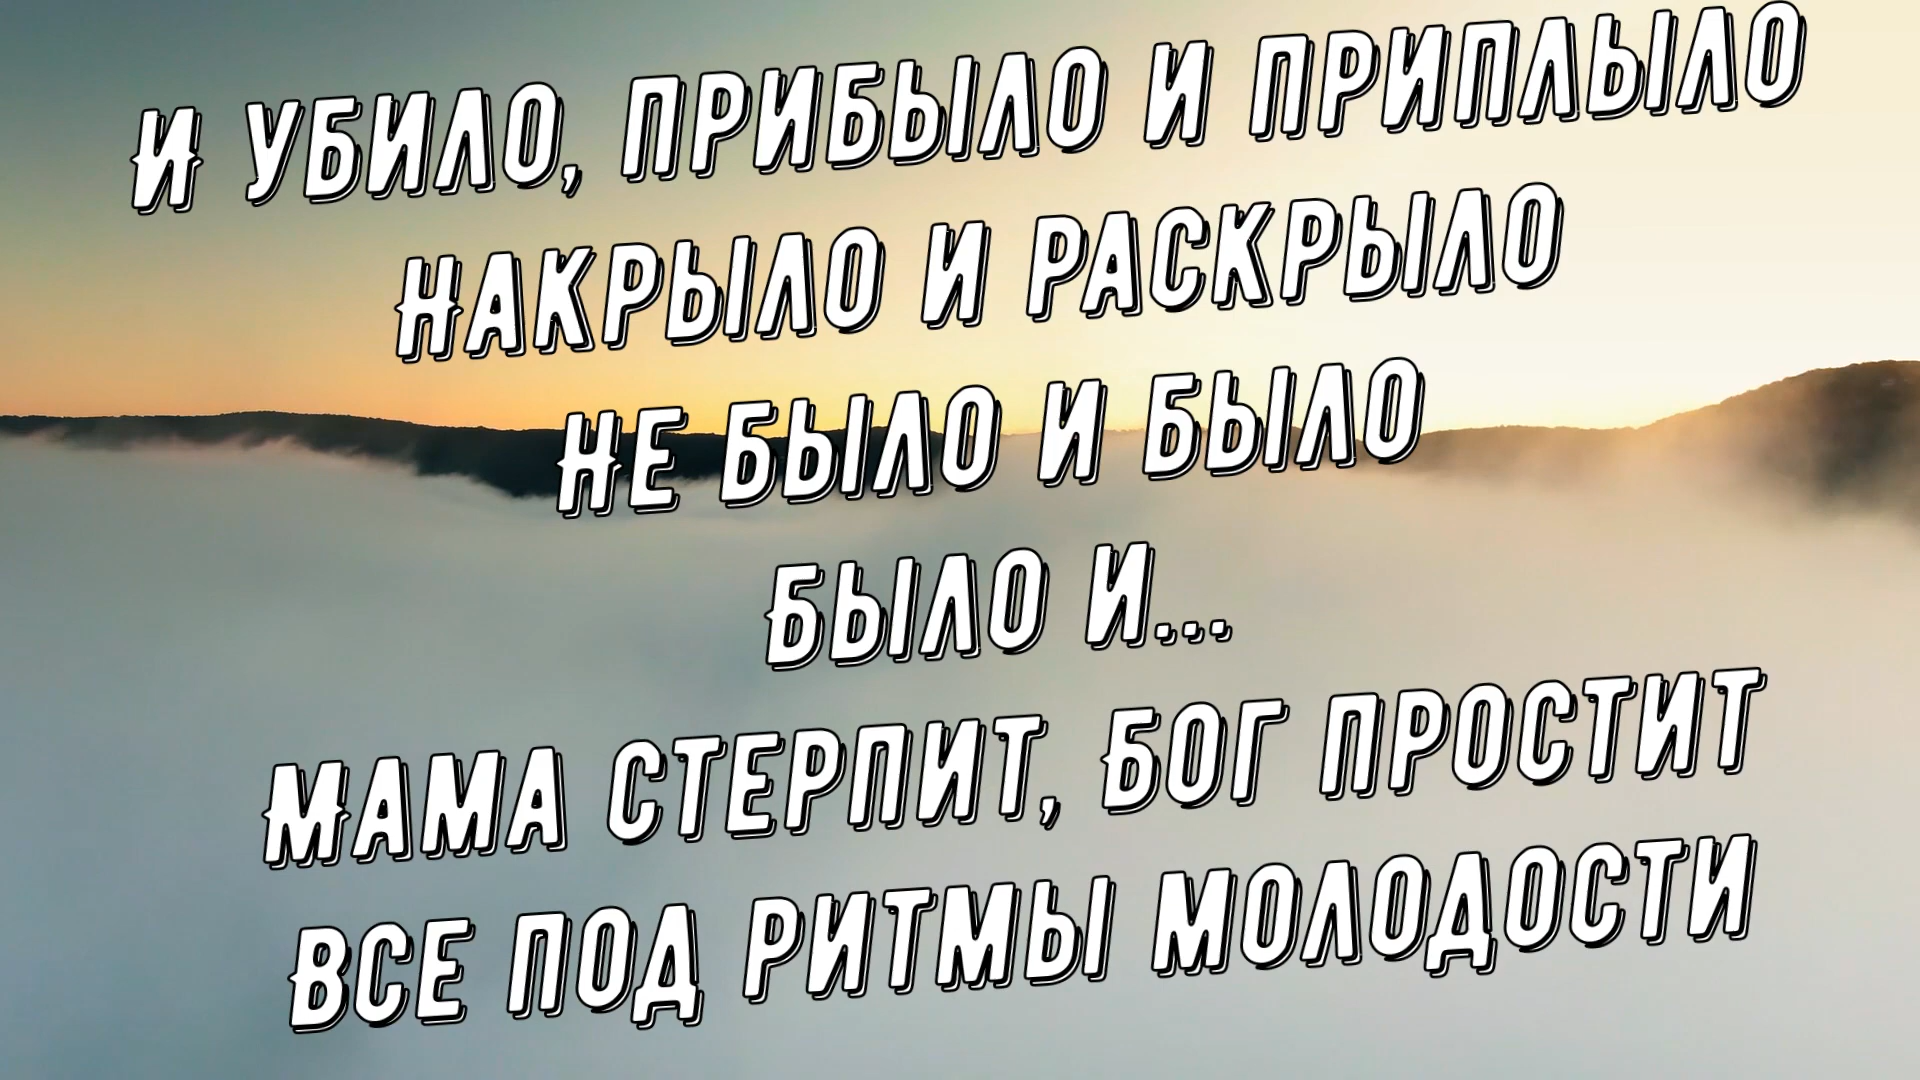 И убило, прибыло и приплыло
Накрыло и раскрыло
Не было и было
Было и...
Мама стерпит, Бог простит
Все под ритмы молодости